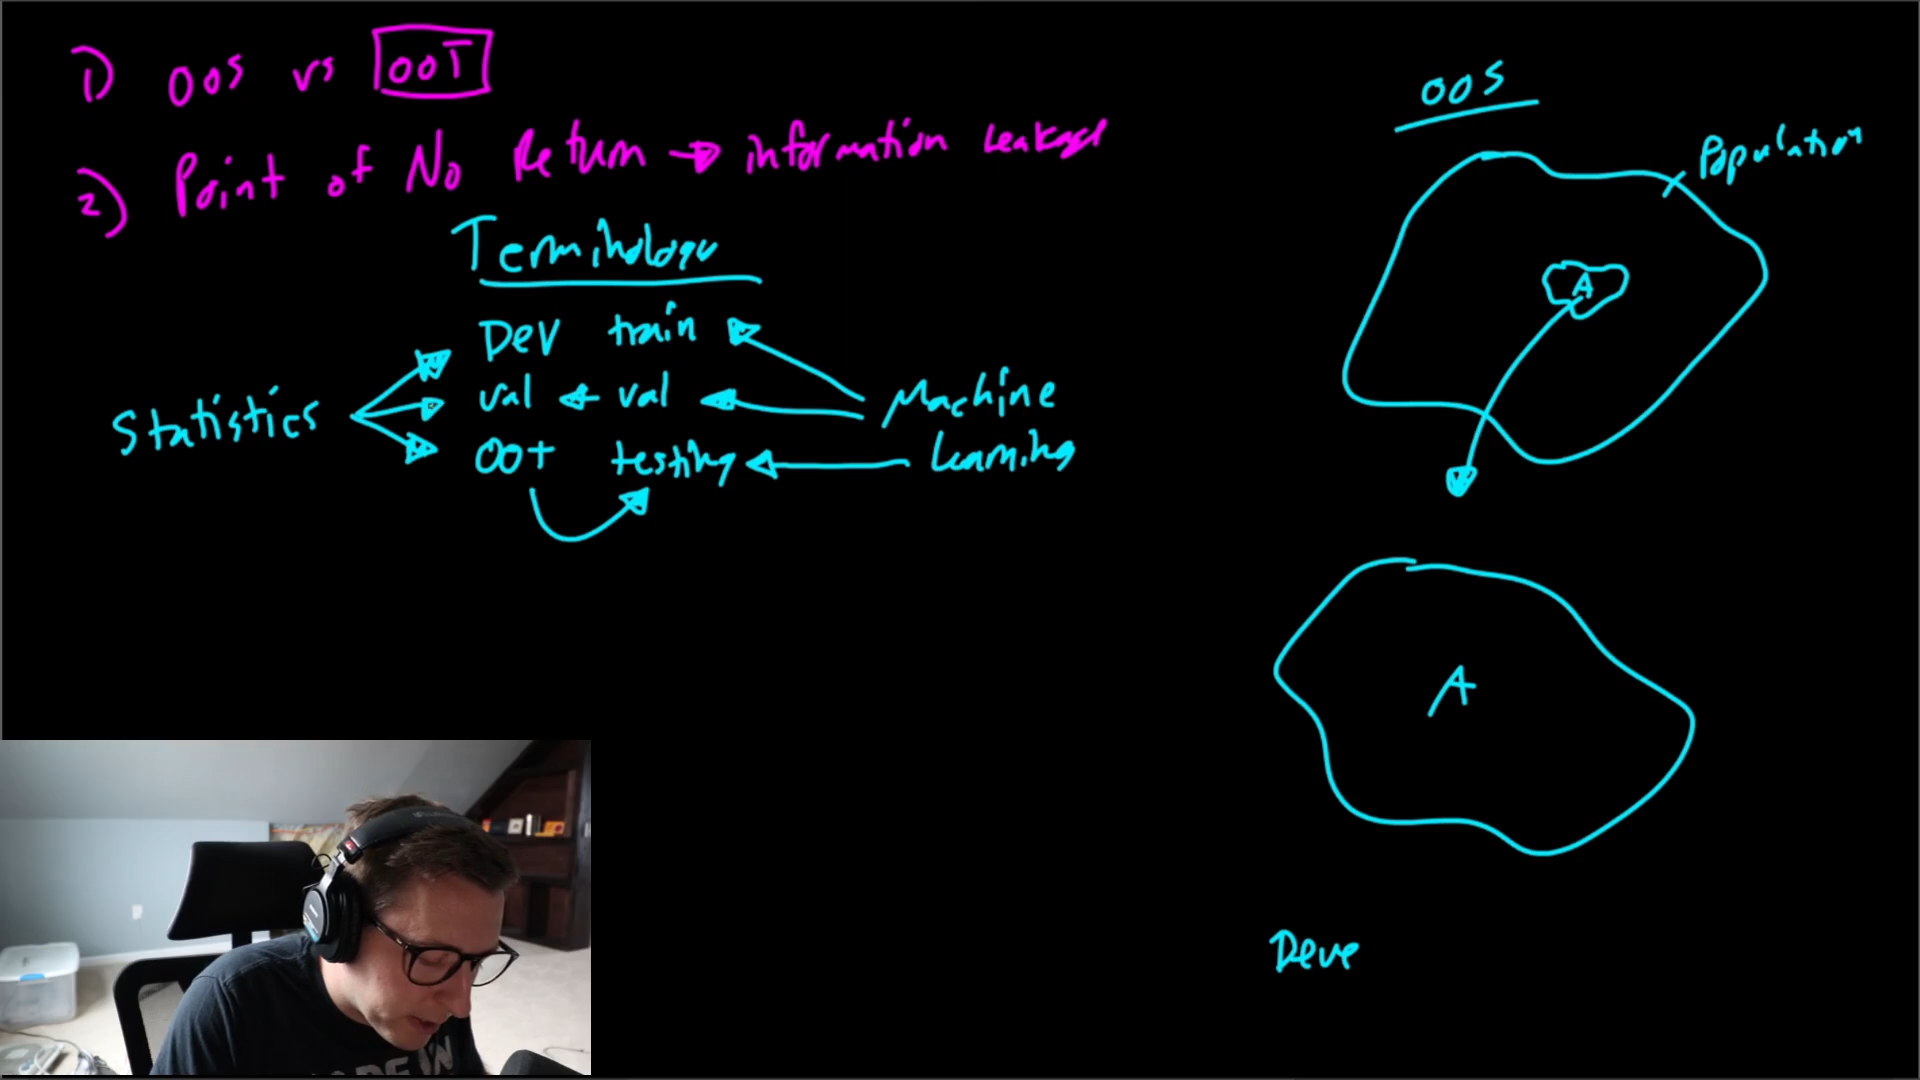 1) OOS vs OOT
2) Point of No Return → information Leakage
Terminology
Dev train
val ← val
OOt testing
Statistics
Machine
Learning
OOS
Population
A
A
Deve